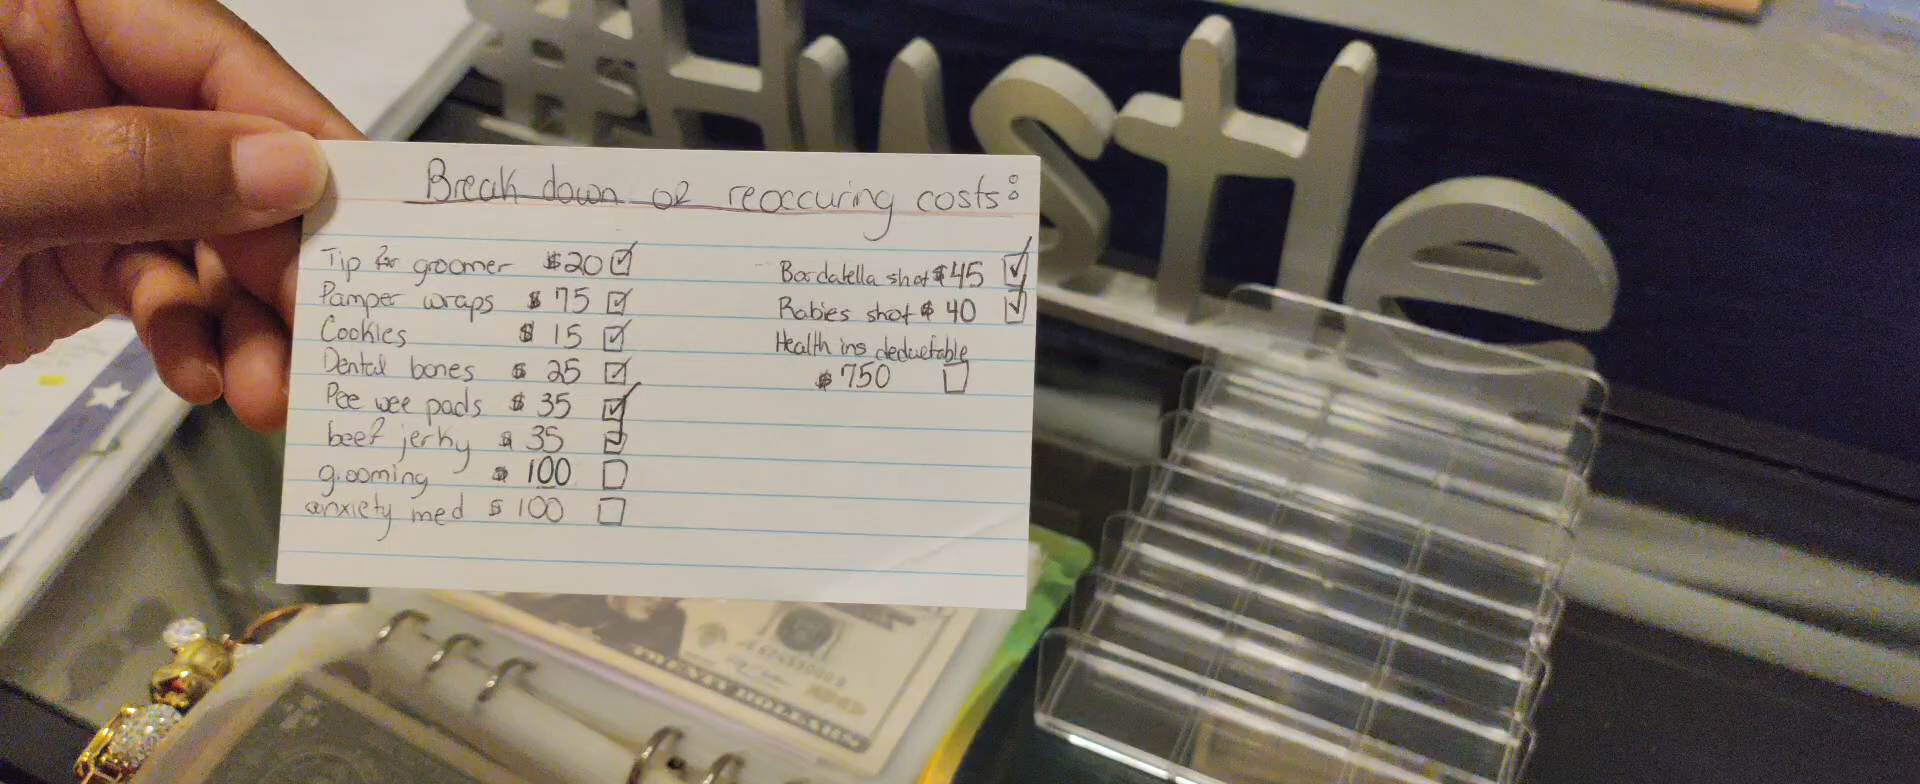 #Hustle
Break down of reoccuring costs:
Tip for groomer $20
Pamper wraps $75
Cookies $15
Dental bones $25
Pee wee pads $35
beef jerky $35
grooming $100
anxiety med $100
Bordatella shot $45
Rabies shot $40
Health ins deductable
$750
TWENTY DOLLARS